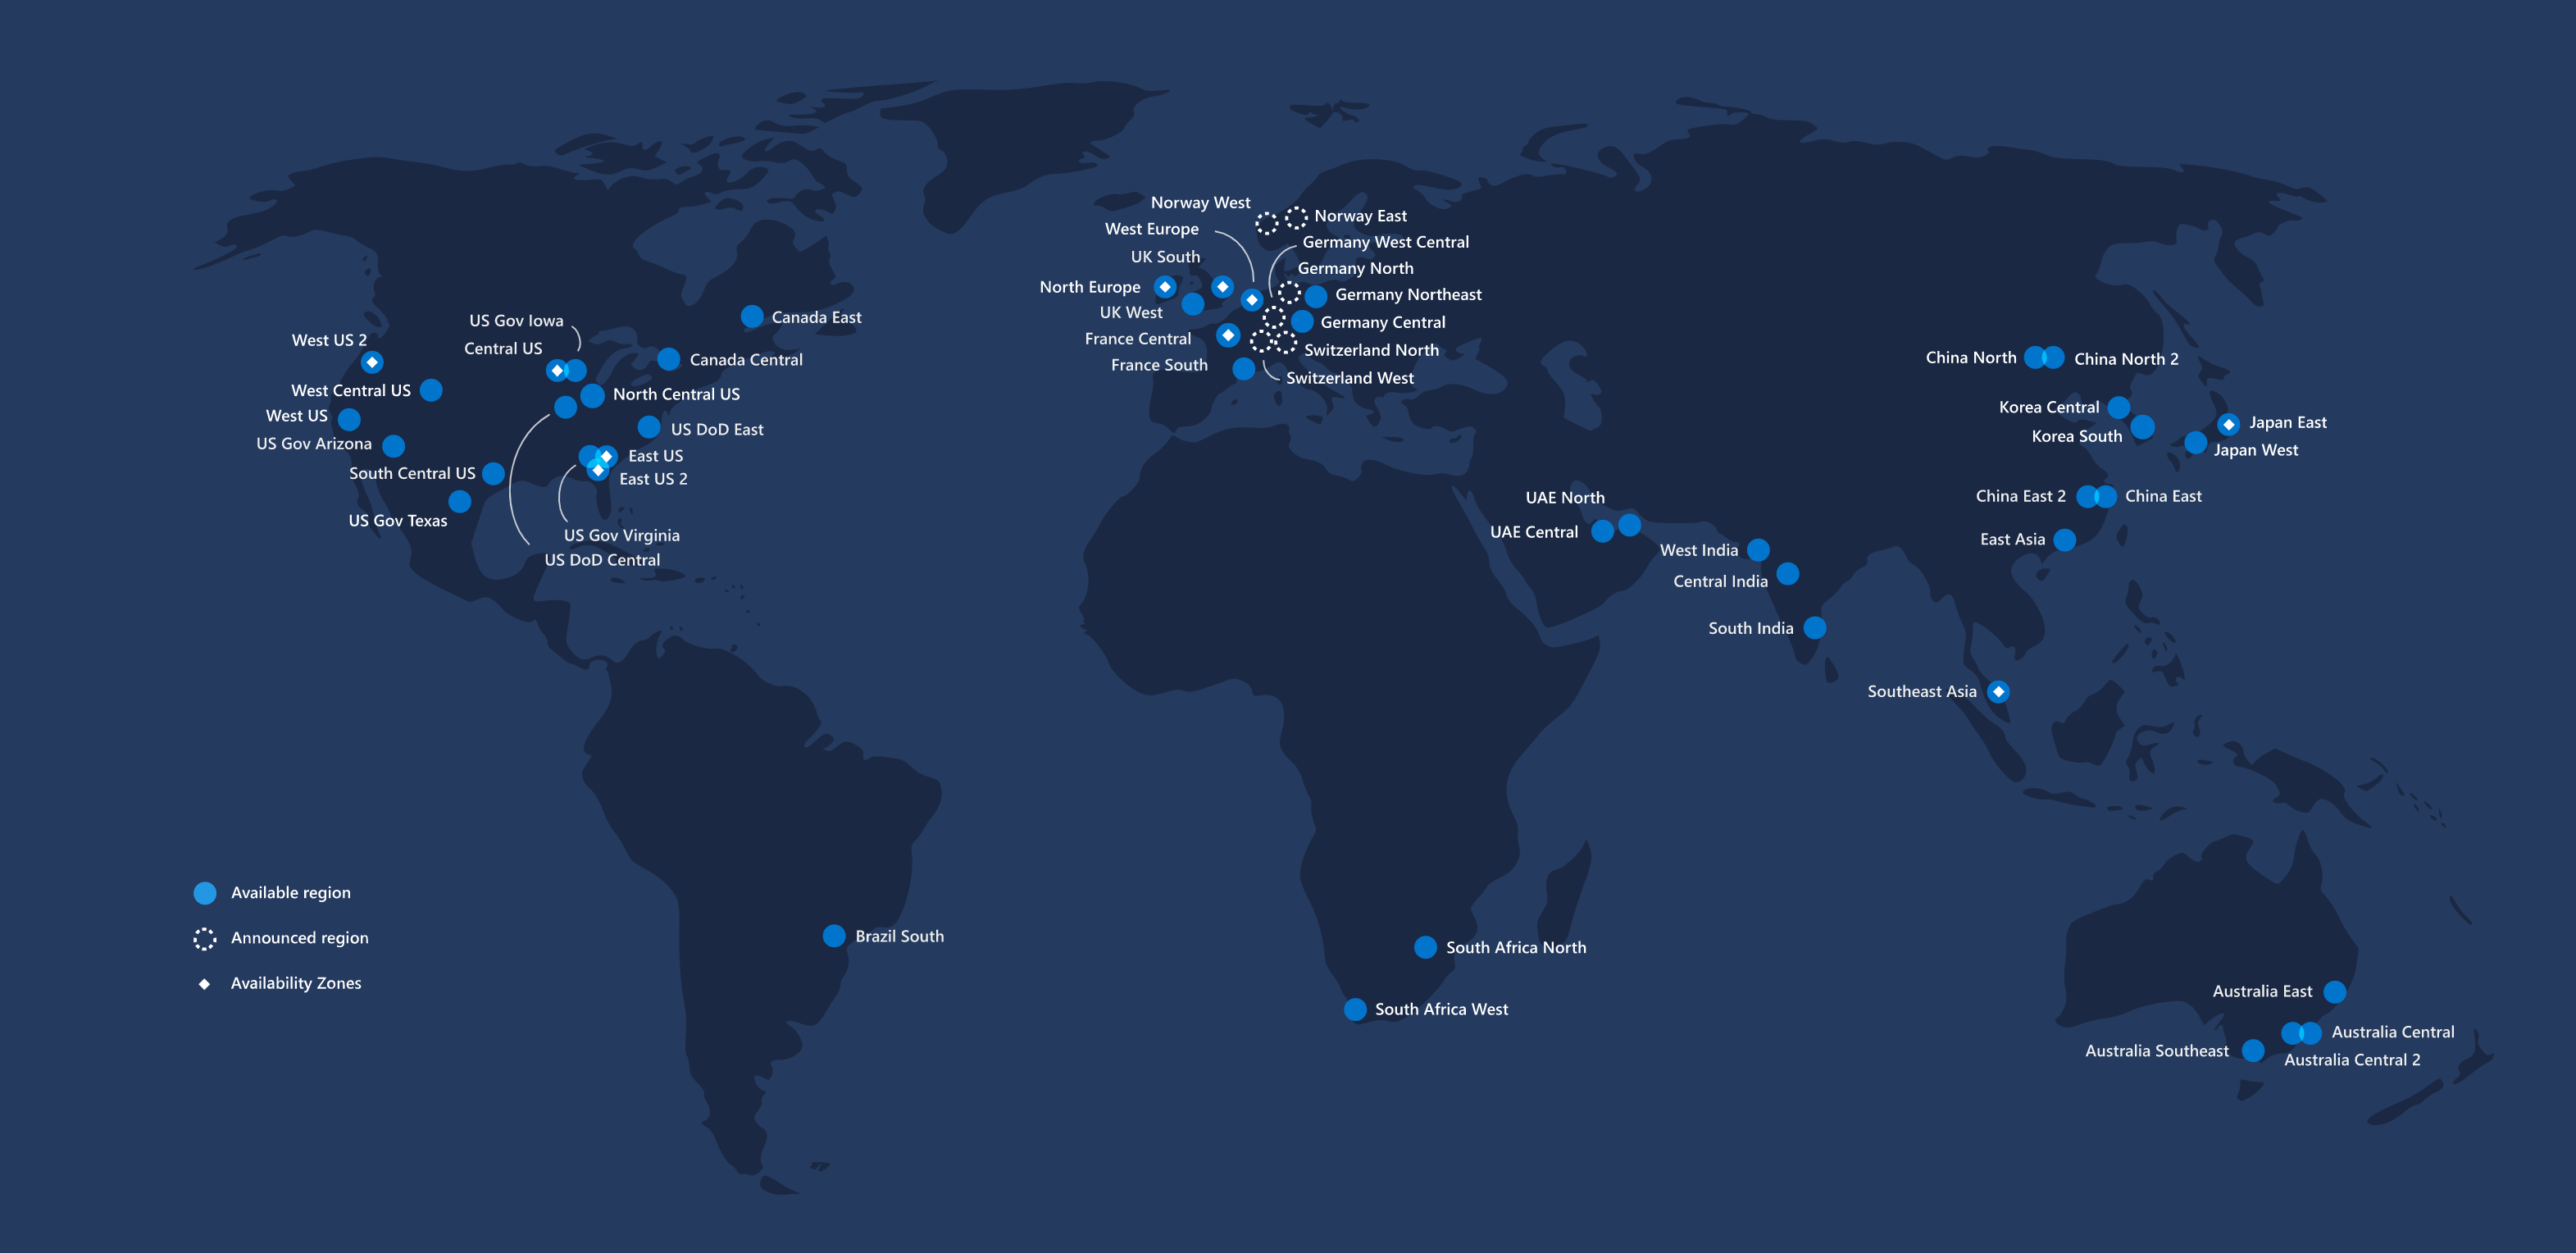 Norway West
Norway East
West Europe
Germany West Central
UK South
Germany North
North Europe
Germany Northeast
UK West
Germany Central
France Central
Switzerland North
France South
Switzerland West
Canada East
US Gov Iowa
West US 2
Central US
Canada Central
West Central US
North Central US
West US
US DoD East
US Gov Arizona
East US
South Central US
East US 2
US Gov Texas
US Gov Virginia
US DoD Central
China North
China North 2
Korea Central
Japan East
Korea South
Japan West
UAE North
China East 2
China East
UAE Central
East Asia
West India
Central India
South India
Southeast Asia
Available region
Announced region
Availability Zones
Brazil South
South Africa North
South Africa West
Australia East
Australia Central
Australia Southeast
Australia Central 2